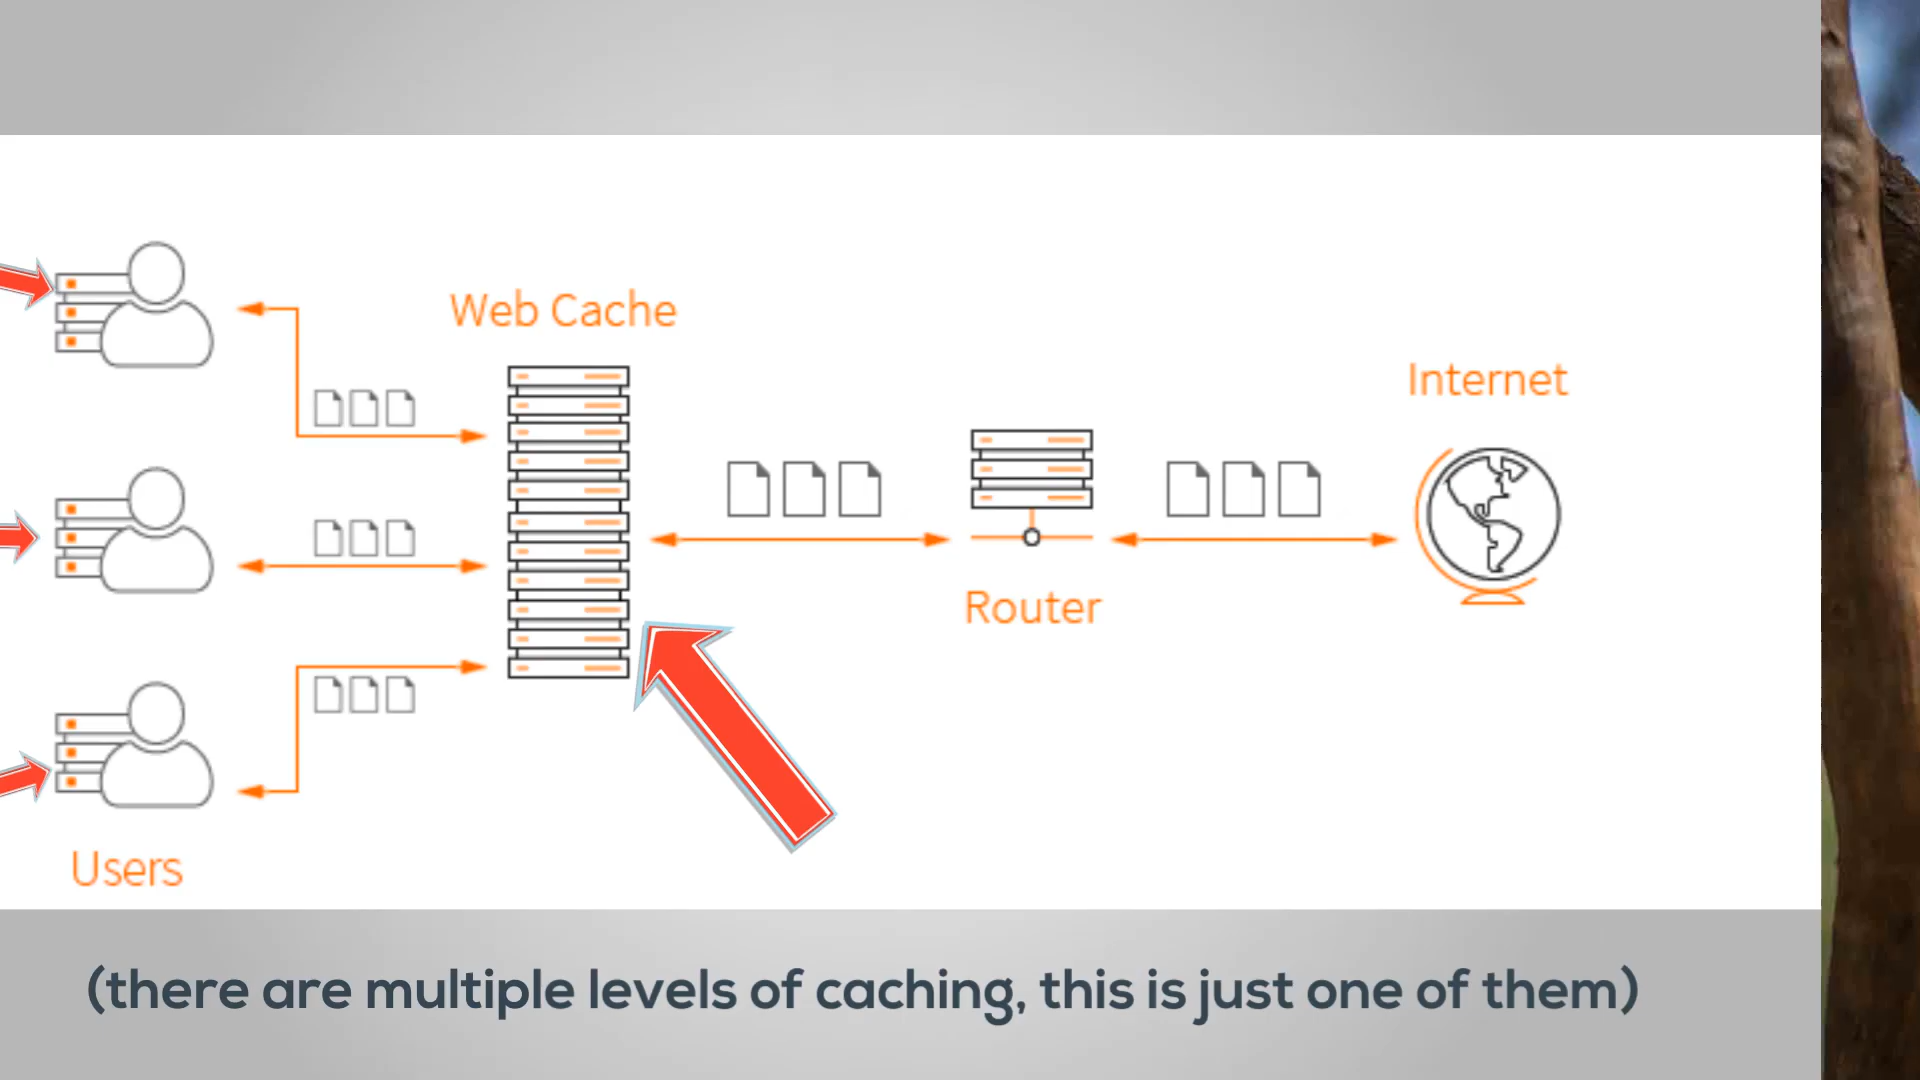 Web Cache
Internet
Router
Users
(there are multiple levels of caching, this is just one of them)